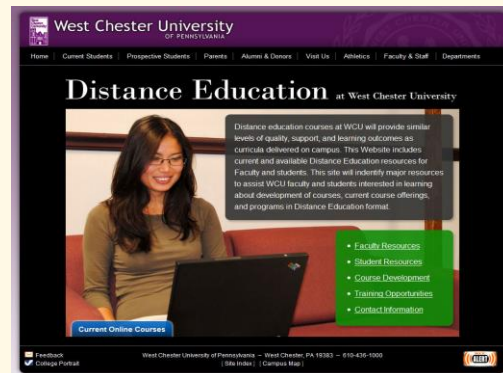 West Chester University
OF PENNSYLVANIA
Home | Current Students | Prospective Students | Parents | Alumni & Donors | Visit Us | Athletics | Faculty & Staff | Departments
Distance Education at West Chester University
Distance education courses at WCU will provide similar
levels of quality, support, and learning outcomes as
curricula delivered on campus. This Website includes
current and available Distance Education resources for
Faculty and students. This site will indentify major resources
to assist WCU faculty and students interested in learning
about development of courses, current course offerings,
and programs in Distance Education format.
• Faculty Resources
• Student Resources
• Course Development
• Training Opportunities
• Contact Information
Current Online Courses
Feedback
College Portrait
West Chester University of Pennsylvania – West Chester, PA 19383 – 610-436-1000
| Site Index | | Campus Map |
ALERT